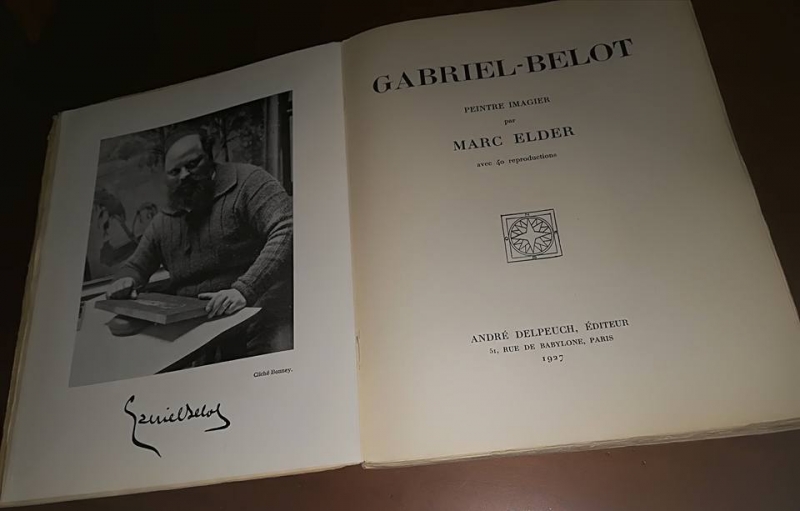 Cliché Bonney.
Gabriel Belot
GABRIEL-BELOT
PEINTRE IMAGIER
par
MARC ELDER
avec 40 reproductions
ANDRÉ DELPEUCH, ÉDITEUR
51, RUE DE BABYLONE, PARIS
1927